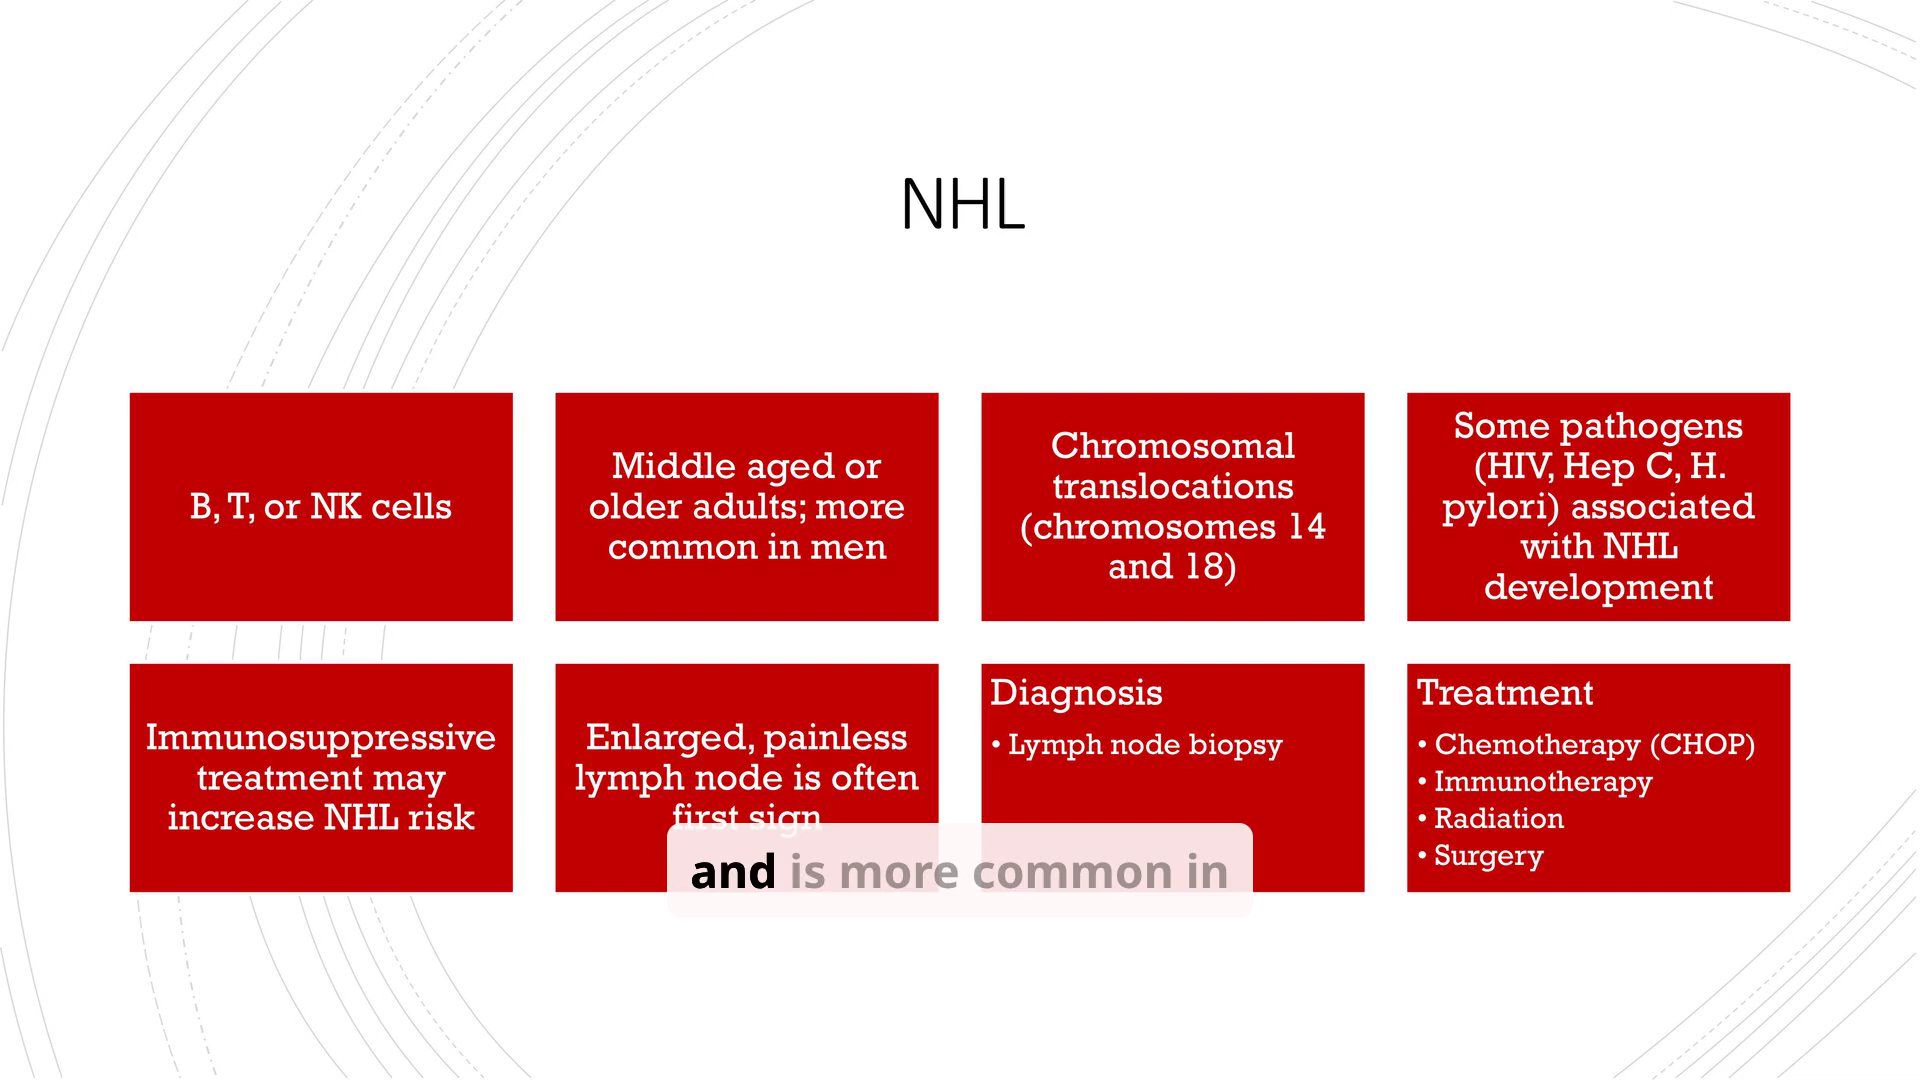 NHL
B, T, or NK cells
Middle aged or
older adults; more
common in men
Chromosomal
translocations
(chromosomes 14
and 18)
Some pathogens
(HIV, Hep C, H.
pylori) associated
with NHL
development
Immunosuppressive
treatment may
increase NHL risk
Enlarged, painless
lymph node is often
first sign
Diagnosis
• Lymph node biopsy
Treatment
• Chemotherapy (CHOP)
• Immunotherapy
• Radiation
• Surgery
and is more common in